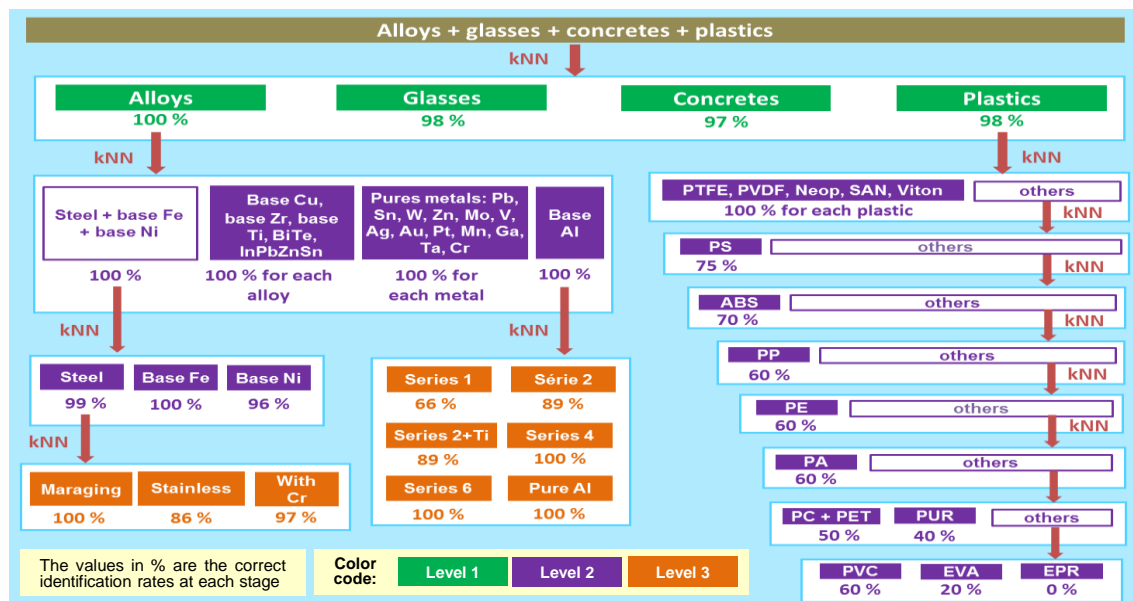 Alloys + glasses + concretes + plastics
kNN
Alloys
100 %
Glasses
98 %
Concretes
97 %
Plastics
98 %
kNN
kNN
Steel + base Fe
+ base Ni
100 %
Base Cu,
base Zr, base
Ti, BiTe,
InPbZnSn
100 % for each
alloy
Pures metals: Pb,
Sn, W, Zn, Mo, V,
Ag, Au, Pt, Mn, Ga,
Ta, Cr
100 % for
each metal
Base
Al
100 %
kNN
kNN
Steel
99 %
Base Fe
100 %
Base Ni
96 %
kNN
Maraging
100 %
Stainless
86 %
With
Cr
97 %
Series 1
66 %
Série 2
89 %
Series 2+Ti
89 %
Series 4
100 %
Series 6
100 %
Pure Al
100 %
PTFE, PVDF, Neop, SAN, Viton
100 % for each plastic
others
kNN
PS
75 %
others
kNN
ABS
70 %
others
kNN
PP
60 %
others
kNN
PE
60 %
others
kNN
PA
60 %
others
PC + PET
50 %
PUR
40 %
others
PVC
60 %
EVA
20 %
EPR
0 %
The values in % are the correct
identification rates at each stage
Color
code:
Level 1
Level 2
Level 3